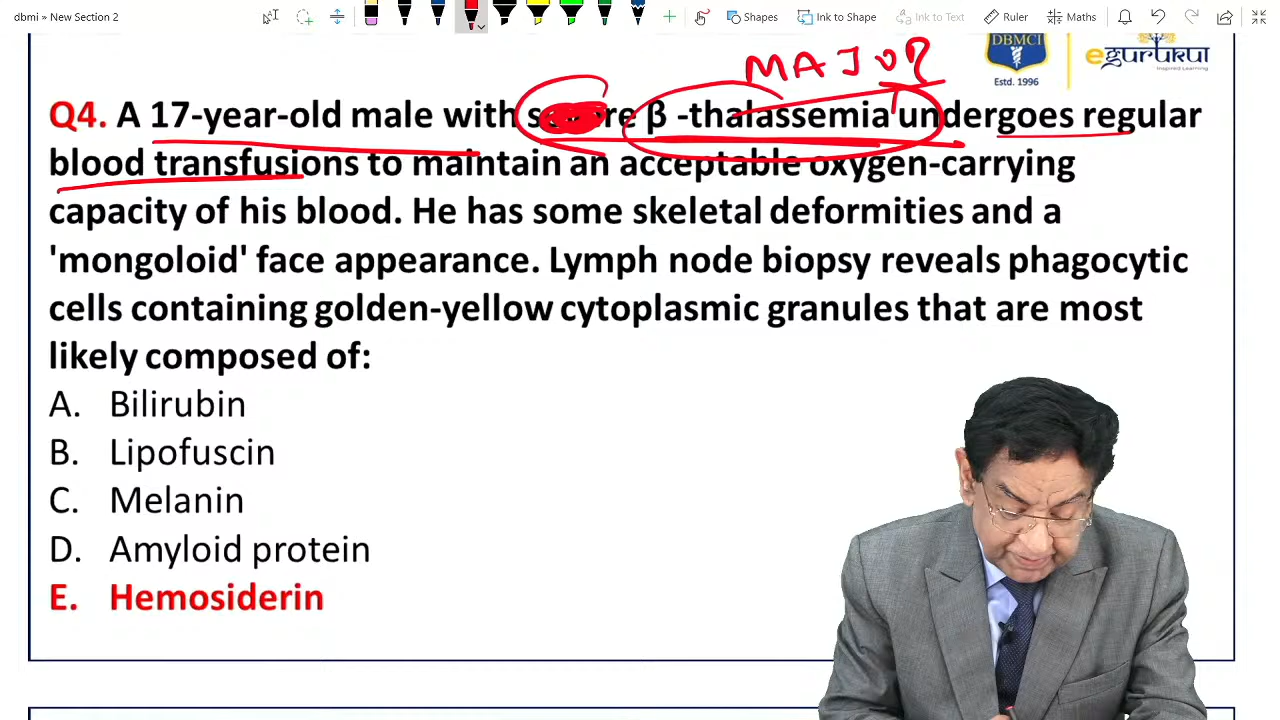 dbmi » New Section 2
Shapes
Ink to Shape
Ink to Text
Ruler
Maths
DBMCI
Estd. 1996
egurukul
Inspired Learning
MAJOR
Q4. A 17-year-old male with severe β -thalassemia undergoes regular
blood transfusions to maintain an acceptable oxygen-carrying
capacity of his blood. He has some skeletal deformities and a
'mongoloid' face appearance. Lymph node biopsy reveals phagocytic
cells containing golden-yellow cytoplasmic granules that are most
likely composed of:
A. Bilirubin
B. Lipofuscin
C. Melanin
D. Amyloid protein
E. Hemosiderin